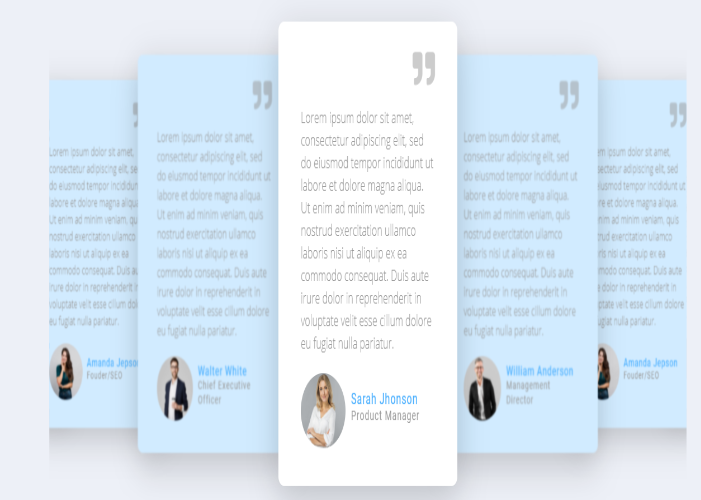 ”
Lorem ipsum dolor sit amet,
consectetur adipiscing elit, sed
do eiusmod tempor incididun
labore et dolore magna aliqua
Ut enim ad minim veniam, quis
nostrud exercitation ullamco
laboris nisi ut aliquip ex ea
commodo consequat. Duis au
irure dolor in reprehenderit in
voluptate velit esse cillum dol
eu fugiat nulla pariatur.
Amanda Jepso
Fouder/SEO
”
Lorem ipsum dolor sit amet,
consectetur adipiscing elit, sed
do eiusmod tempor incididunt ut
labore et dolore magna aliqua.
Ut enim ad minim veniam, quis
nostrud exercitation ullamco
laboris nisi ut aliquip ex ea
commodo consequat. Duis aute
irure dolor in reprehenderit in
voluptate velit esse cillum dolore
eu fugiat nulla pariatur.
Walter White
Chief Executive
Officer
”
Lorem ipsum dolor sit amet,
consectetur adipiscing elit, sed
do eiusmod tempor incididunt ut
labore et dolore magna aliqua.
Ut enim ad minim veniam, quis
nostrud exercitation ullamco
laboris nisi ut aliquip ex ea
commodo consequat. Duis aute
irure dolor in reprehenderit in
voluptate velit esse cillum dolore
eu fugiat nulla pariatur.
Sarah Jhonson
Product Manager
”
Lorem ipsum dolor sit amet,
consectetur adipiscing elit, sed
do eiusmod tempor incididunt ut
labore et dolore magna aliqua.
Ut enim ad minim veniam, quis
nostrud exercitation ullamco
laboris nisi ut aliquip ex ea
commodo consequat. Duis aute
irure dolor in reprehenderit in
voluptate velit esse cillum dolore
eu fugiat nulla pariatur.
William Anderson
Management
Director
”
Lorem ipsum dolor sit amet,
consectetur adipiscing elit, sed
do eiusmod tempor incididunt ut
labore et dolore magna aliqua.
Ut enim ad minim veniam, quis
nostrud exercitation ullamco
laboris nisi ut aliquip ex ea
commodo consequat. Duis aute
irure dolor in reprehenderit in
voluptate velit esse cillum dolore
eu fugiat nulla pariatur.
Amanda Jepson
Fouder/SEO